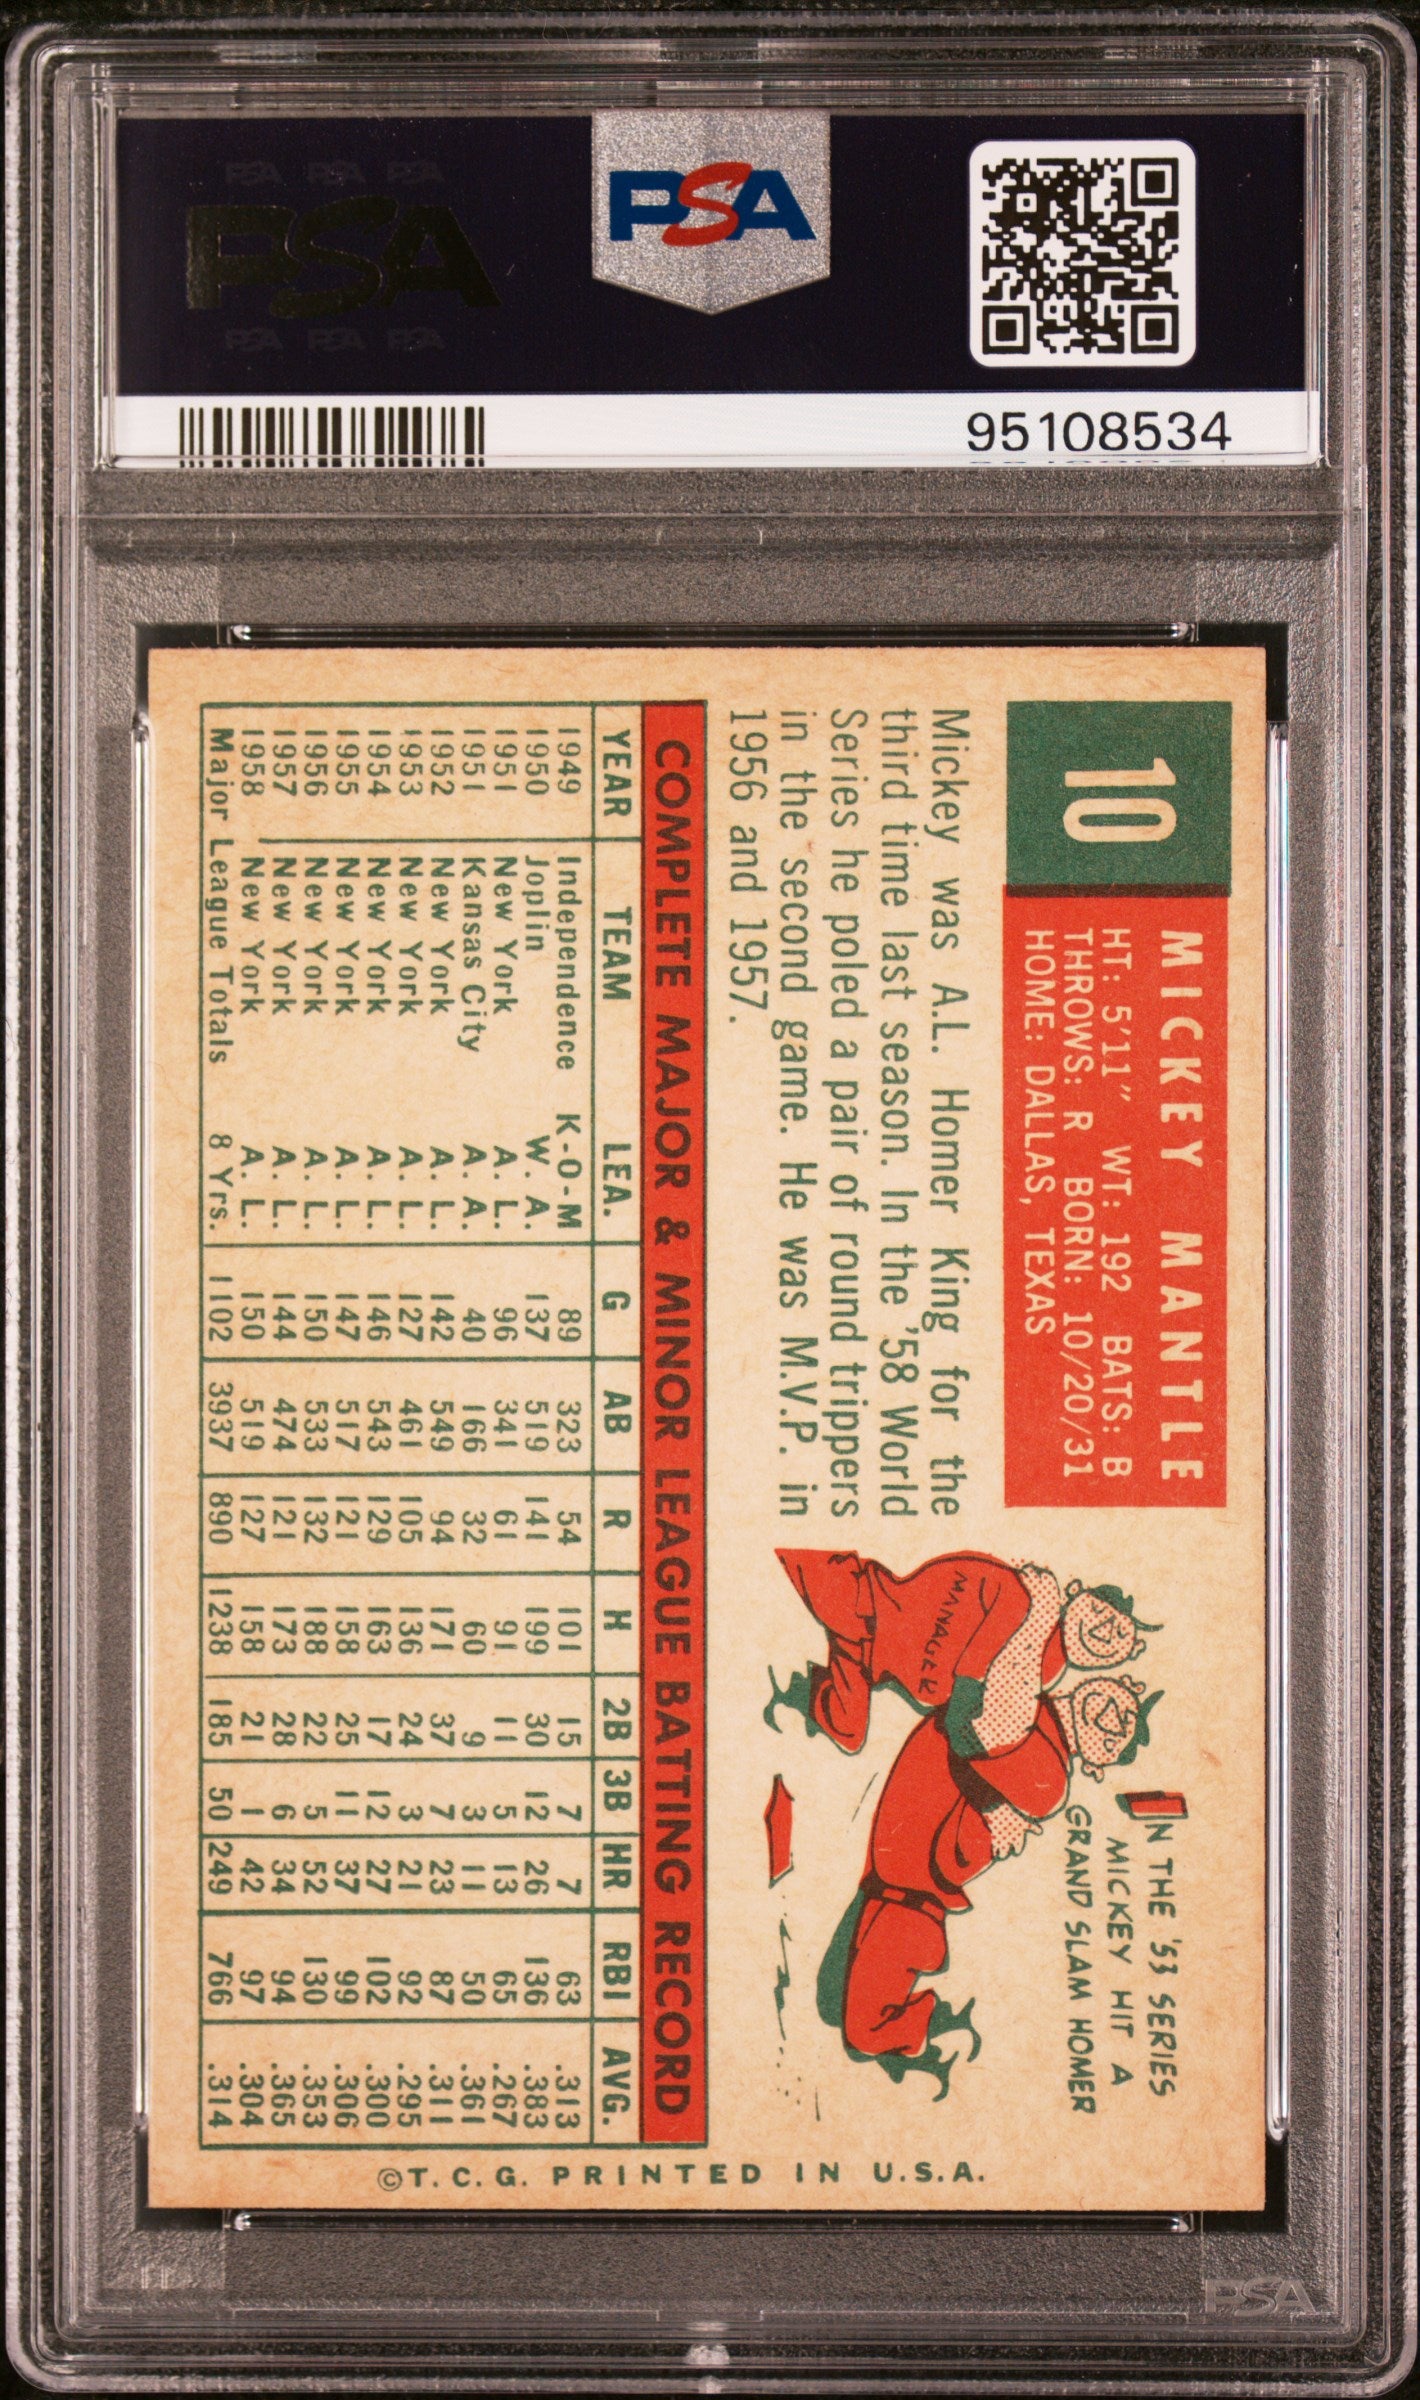 PSA PSA PSA
PSA
PSA PSA PSA
PSA
95108534
10
MICKEY MANTLE
HT: 5'11" WT: 192 BATS: B
THROWS: R BORN: 10/20/31
HOME: DALLAS, TEXAS
Mickey was A.L. Homer King for the
third time last season. In the '58 World
Series he poled a pair of round trippers
in the second game. He was M.V.P. in
1956 and 1957.
IN THE '53 SERIES
MICKEY HIT A
GRAND SLAM HOMER
MANAGER
COMPLETE MAJOR & MINOR LEAGUE BATTING RECORD
YEAR TEAM LEA. G AB R H 2B 3B HR RBI AVG.
1949 Independence K-O-M 89 323 54 101 15 7 7 63 .313
1950 Joplin W. A. 137 519 141 199 30 12 26 136 .383
1951 New York A. L. 96 341 61 91 11 5 13 65 .267
1951 Kansas City A. A. 40 166 32 60 9 3 11 50 .361
1952 New York A. L. 142 549 94 171 37 7 23 87 .311
1953 New York A. L. 127 461 105 136 24 3 21 92 .295
1954 New York A. L. 146 543 129 163 17 12 27 102 .300
1955 New York A. L. 147 517 121 158 25 11 37 99 .306
1956 New York A. L. 150 533 132 188 22 5 52 130 .353
1957 New York A. L. 144 474 121 173 28 6 34 94 .365
1958 New York A. L. 150 519 127 158 21 1 42 97 .304
Major League Totals 8 Yrs. 1102 3937 890 1238 185 50 249 766 .314
©T.C.G. PRINTED IN U.S.A.
PSA